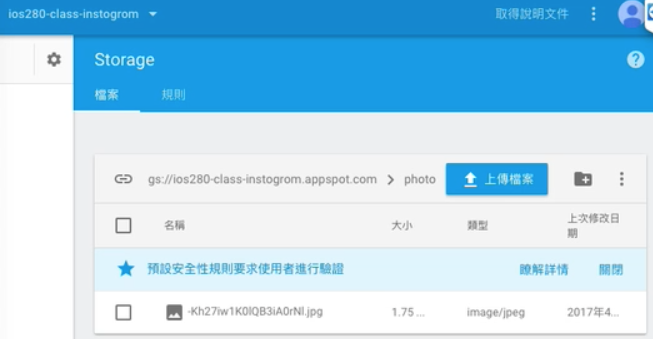 ios280-class-instogrom 取得說明文件
Storage
檔案 規則
gs://ios280-class-instogrom.appspot.com > photo 上傳檔案
名稱 大小 類型 上次修改日
期
預設安全性規則要求使用者進行驗證 瞭解詳情 關閉
-Kh27iw1K0lQB3iA0rNl.jpg 1.75 ... image/jpeg 2017年4...